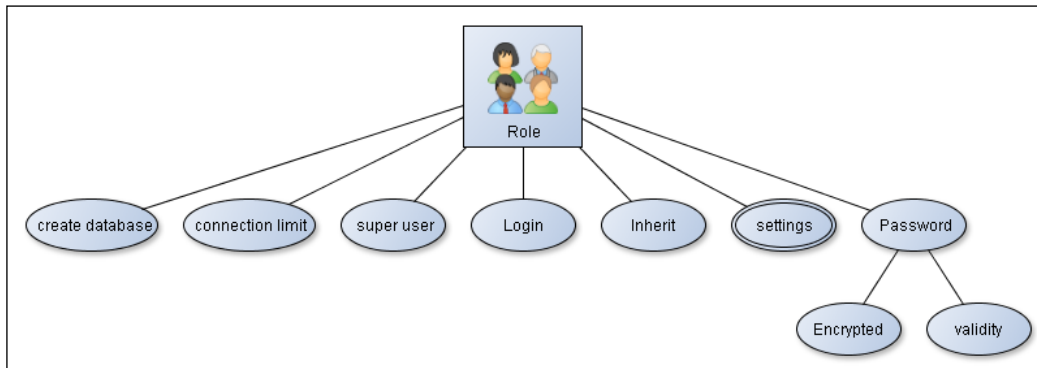 Role
create database
connection limit
super user
Login
Inherit
settings
Password
Encrypted
validity